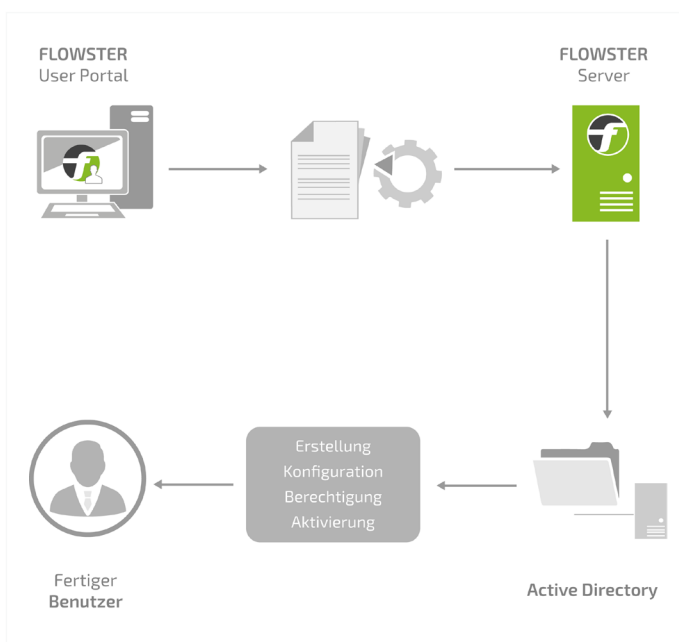 FLOWSTER
User Portal
FLOWSTER
Server
f
f
Erstellung
Konfiguration
Berechtigung
Aktivierung
Fertiger
Benutzer
Active Directory